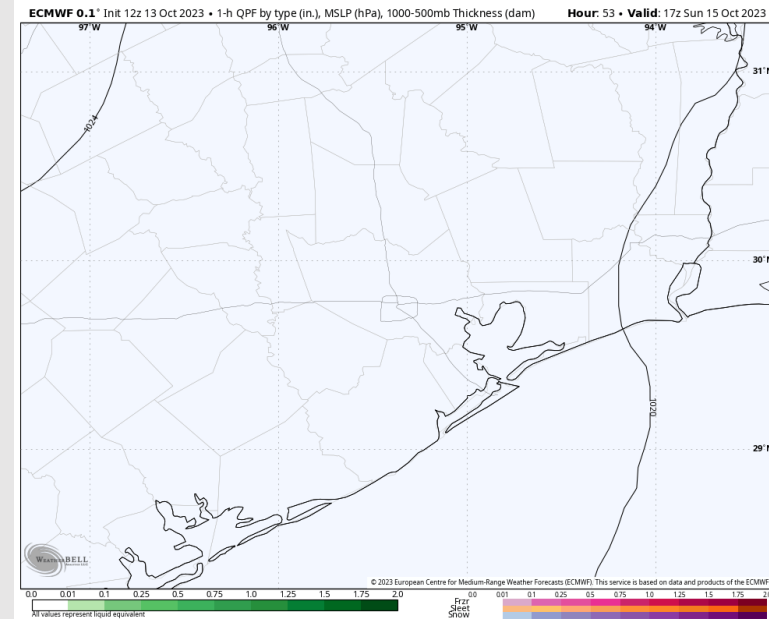 ECMWF 0.1° Init 12z 13 Oct 2023 • 1-h QPF by type (in.), MSLP (hPa), 1000-500mb Thickness (dam) Hour: 53 • Valid: 17z Sun 15 Oct 2023
97°W 96°W 95°W 94°W
31°N
1024
30°N
1020
29°N
WeatherBELL
© 2023 European Centre for Medium-Range Weather Forecasts (ECMWF). This service is based on data and products of the ECMWF
0.0 0.01 0.1 0.25 0.5 0.75 1.0 1.25 1.5 1.75 2.0
0.0 0.01 0.1 0.25 0.5 0.75 1.0 1.25 1.5 1.75 2.0
Frzr
Sleet
Snow
All values represent liquid equivalent